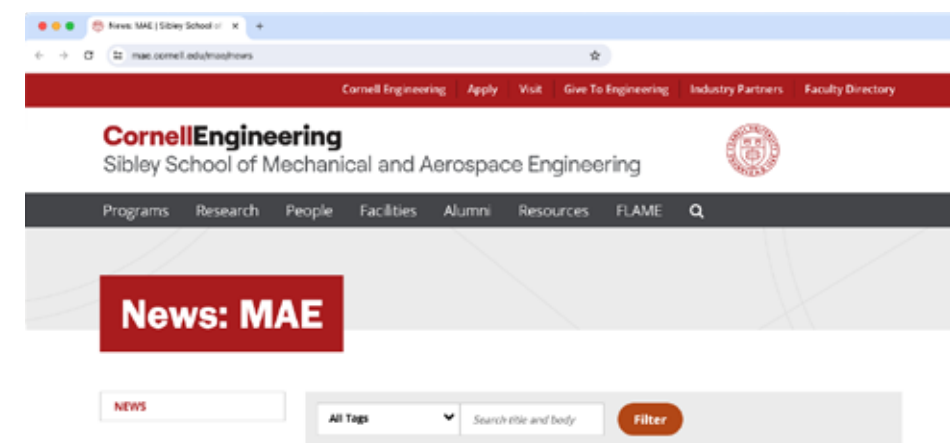 News: MAE | Sibley School of
mae.cornell.edu/mae/news
Cornell Engineering Apply Visit Give To Engineering Industry Partners Faculty Directory
CornellEngineering
Sibley School of Mechanical and Aerospace Engineering
Programs Research People Facilities Alumni Resources FLAME
News: MAE
NEWS
All Tags Search title and body Filter